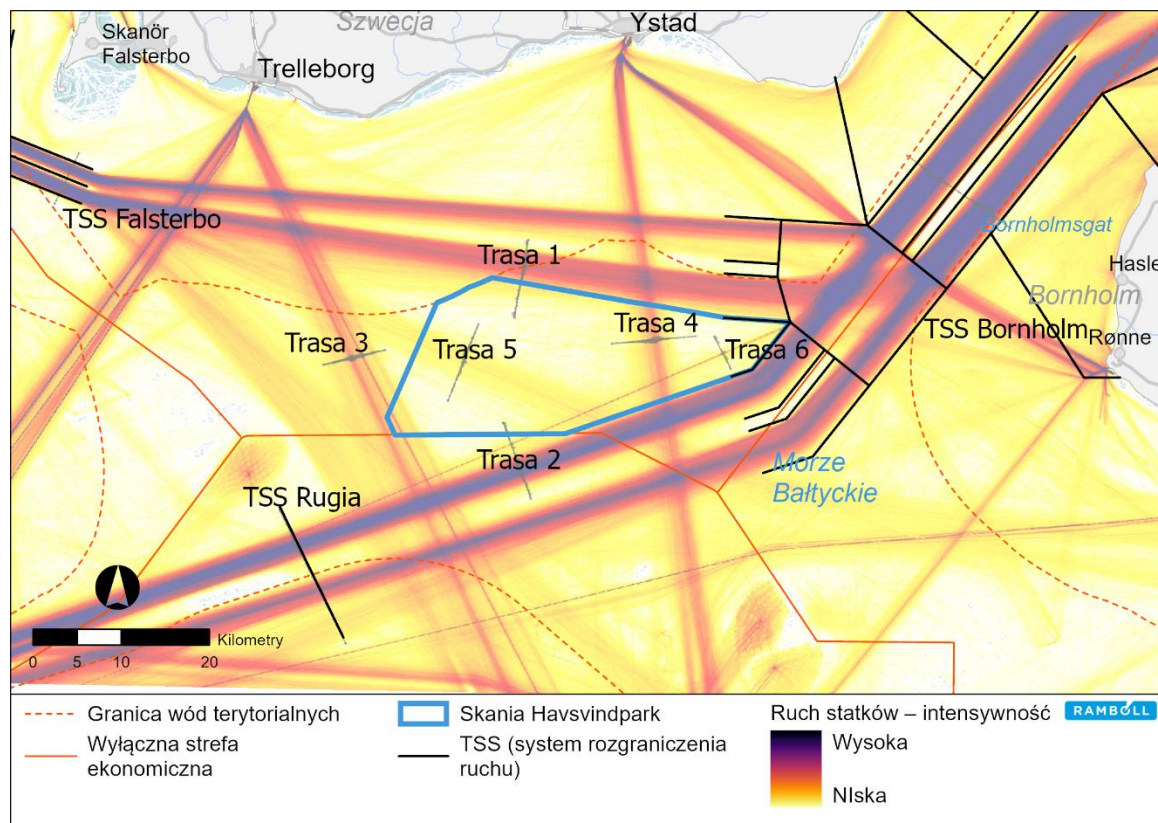 Szwecja
Ystad
Skanör
Falsterbo
Trelleborg
TSS Falsterbo
Bornholmsgat
Trasa 1
Hasle
Bornholm
Trasa 3
Trasa 5
Trasa 4
Trasa 6
TSS Bornholm
Rønne
Trasa 2
Morze
Bałtyckie
TSS Rugia
Kilometry
0 5 10 20
Granica wód terytorialnych
Wyłączna strefa
ekonomiczna
Skania Havsvindpark
TSS (system rozgraniczenia
ruchu)
Ruch statków – intensywność
RAMBOLL
Wysoka
NIska